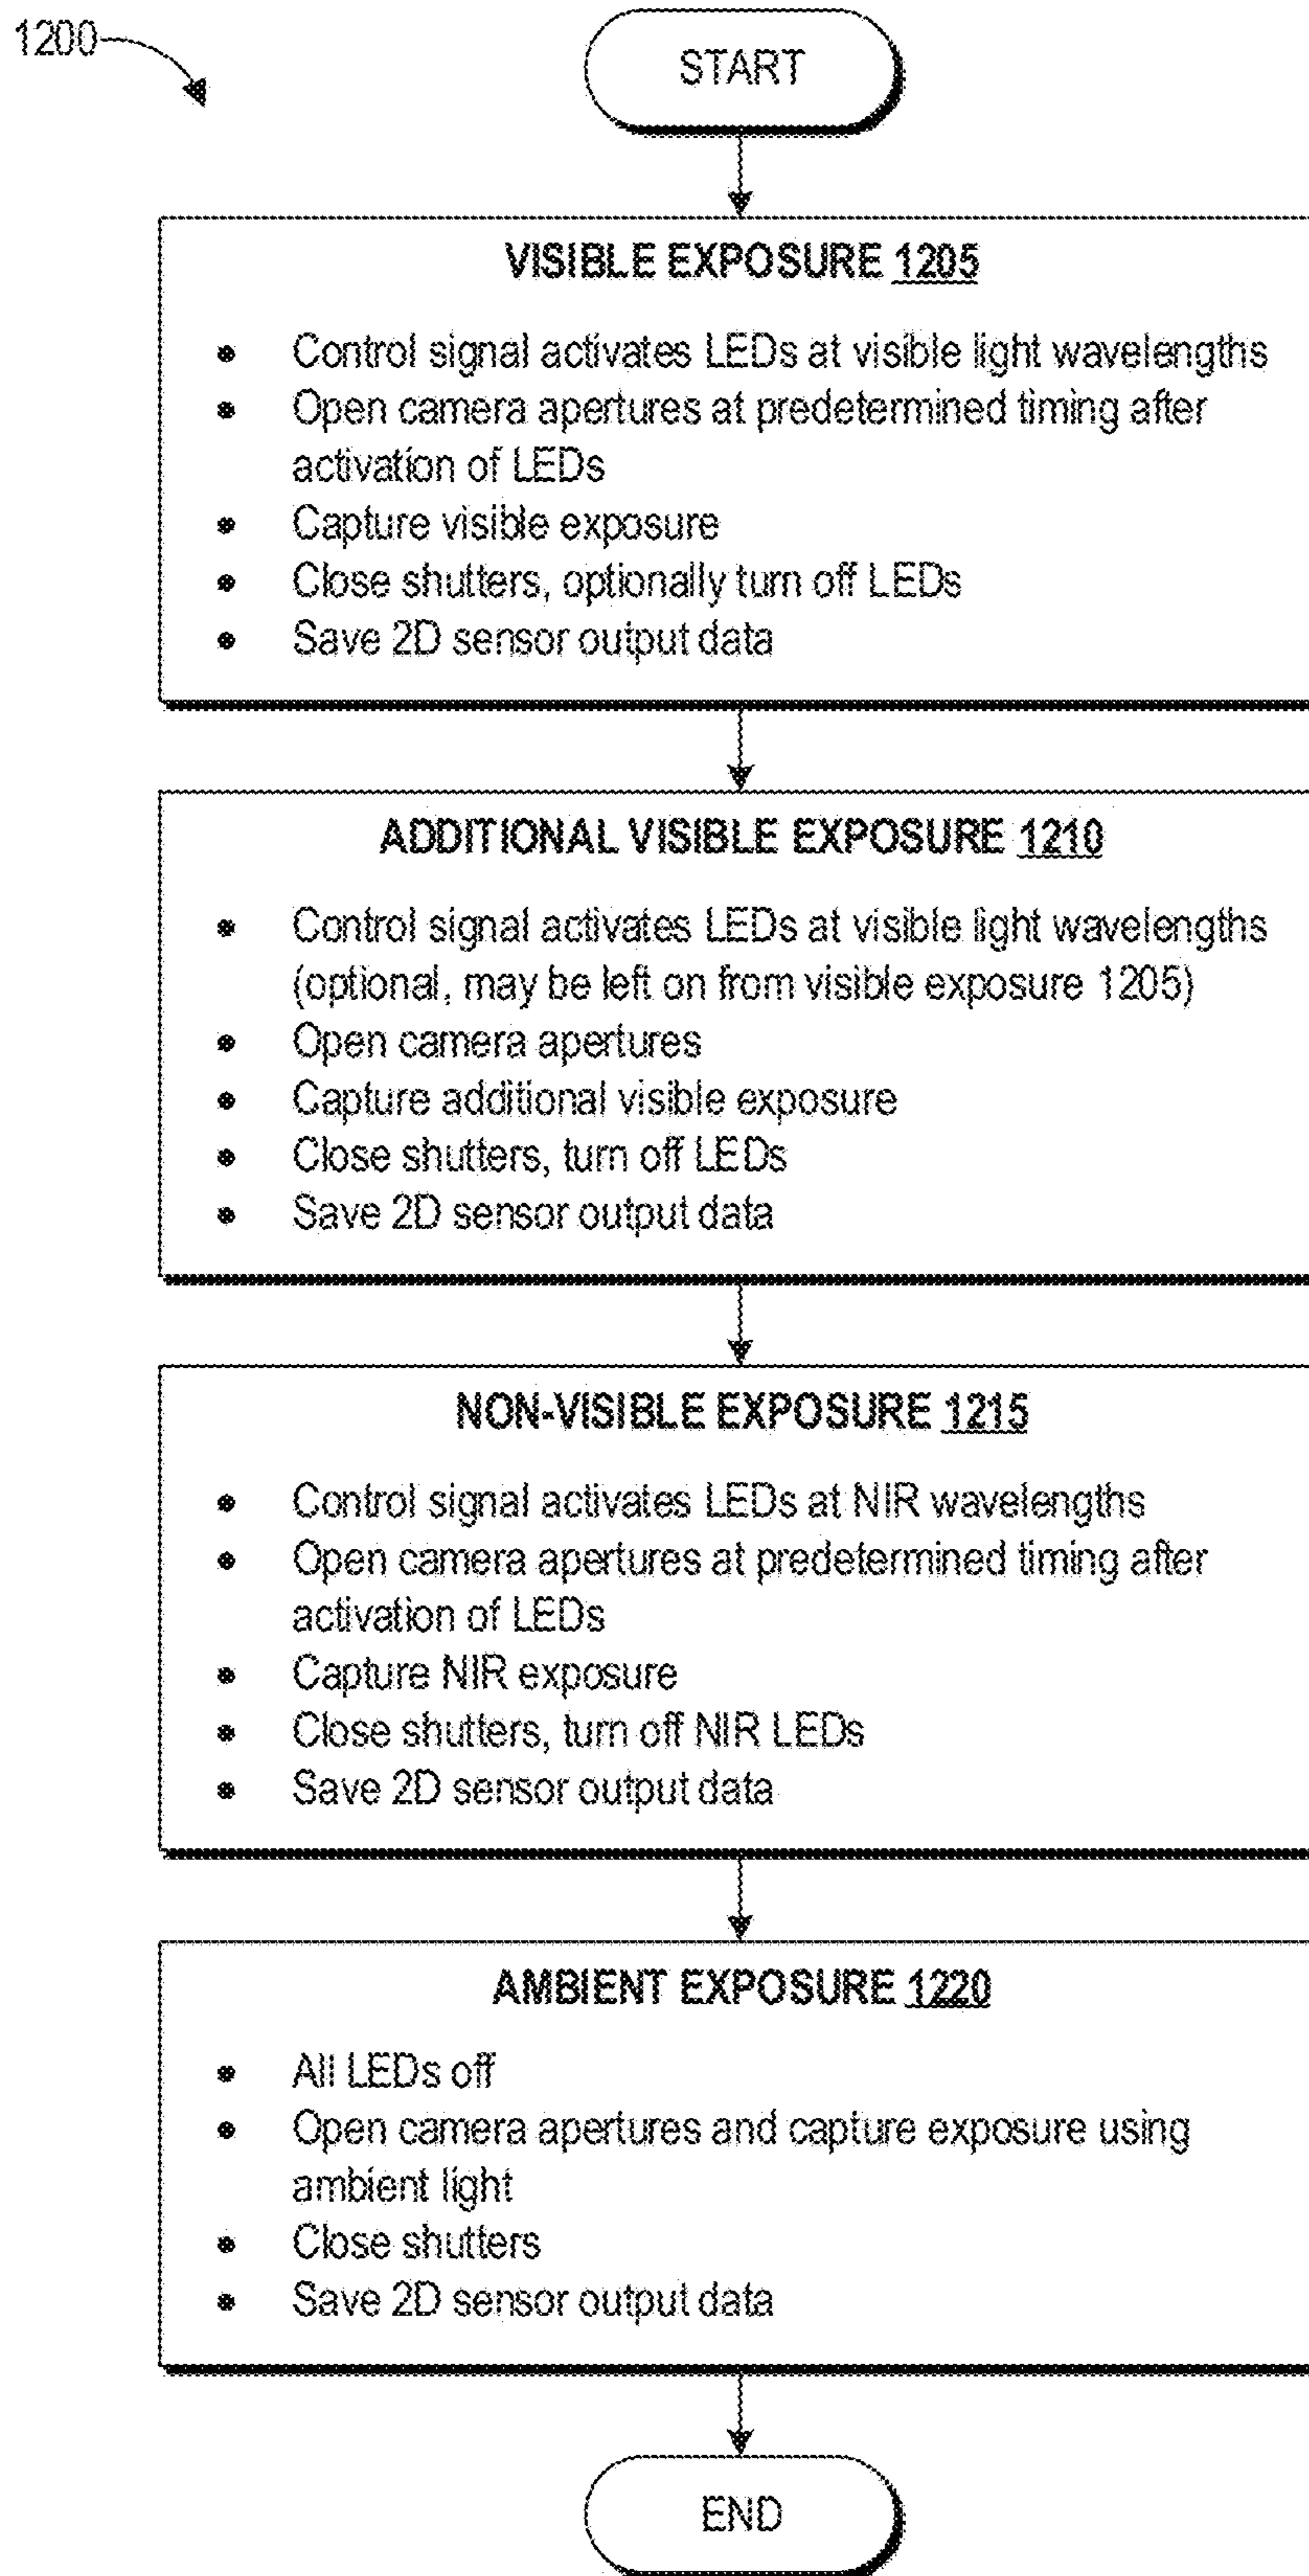 1200
START
VISIBLE EXPOSURE 1205
• Control signal activates LEDs at visible light wavelengths
• Open camera apertures at predetermined timing after
activation of LEDs
• Capture visible exposure
• Close shutters, optionally turn off LEDs
• Save 2D sensor output data
ADDITIONAL VISIBLE EXPOSURE 1210
• Control signal activates LEDs at visible light wavelengths
(optional, may be left on from visible exposure 1205)
• Open camera apertures
• Capture additional visible exposure
• Close shutters, turn off LEDs
• Save 2D sensor output data
NON-VISIBLE EXPOSURE 1215
• Control signal activates LEDs at NIR wavelengths
• Open camera apertures at predetermined timing after
activation of LEDs
• Capture NIR exposure
• Close shutters, turn off NIR LEDs
• Save 2D sensor output data
AMBIENT EXPOSURE 1220
• All LEDs off
• Open camera apertures and capture exposure using
ambient light
• Close shutters
• Save 2D sensor output data
END